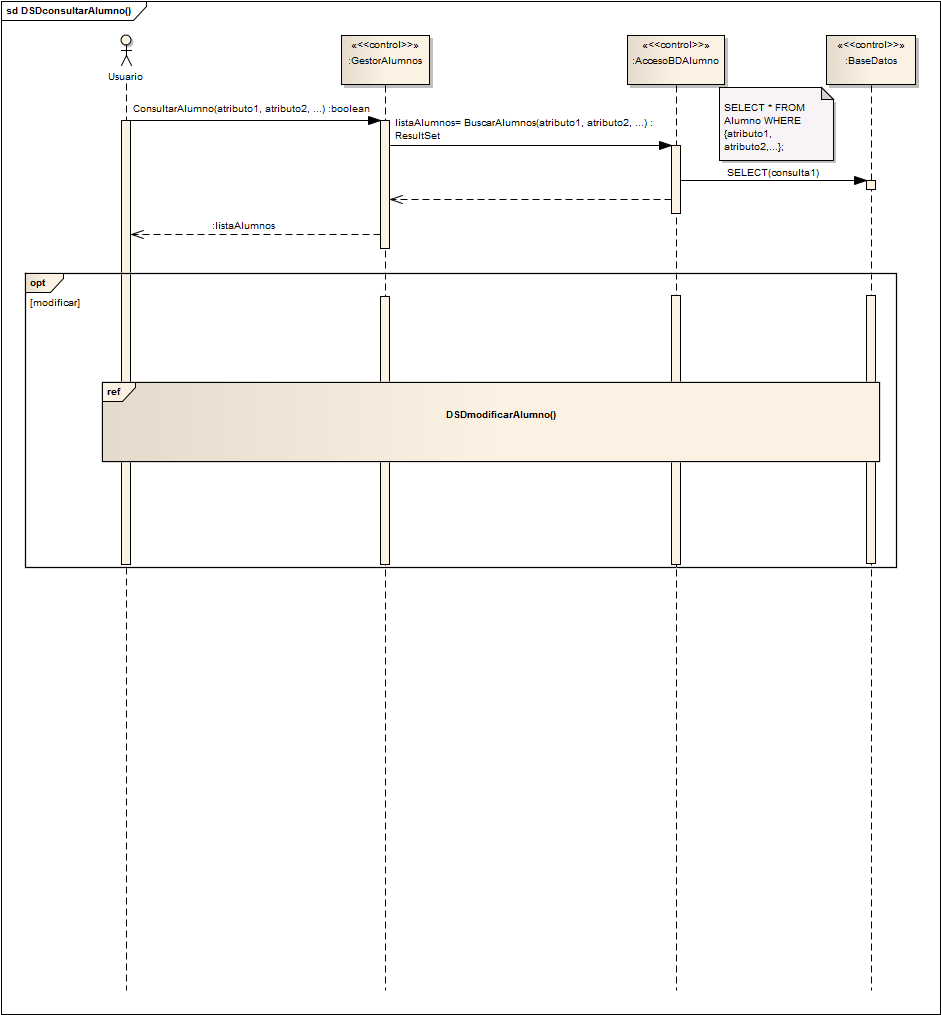 sd DSDconsultarAlumno()
Usuario
«<<control>>»
:GestorAlumnos
«<<control>>»
:AccesoBDAlumno
«<<control>>»
:BaseDatos
ConsultarAlumno(atributo1, atributo2, ...) :boolean
listaAlumnos= BuscarAlumnos(atributo1, atributo2, ...) :
ResultSet
SELECT * FROM
Alumno WHERE
{atributo1,
atributo2,...};
SELECT(consulta1)
:listaAlumnos
opt
[modificar]
ref
DSDmodificarAlumno()